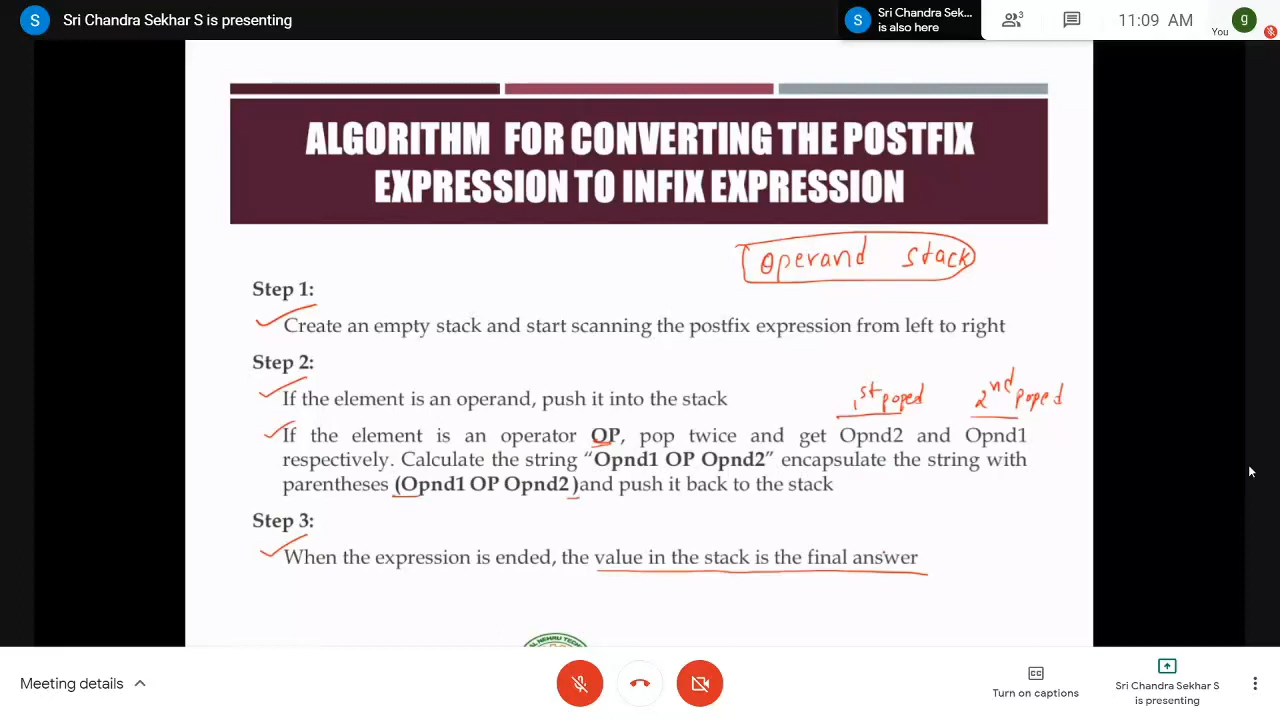 Sri Chandra Sekhar S is presenting
Sri Chandra Sek...
is also here
3
11:09 AM
You
S
S
g
ALGORITHM FOR CONVERTING THE POSTFIX
EXPRESSION TO INFIX EXPRESSION
operand stack
Step 1:
Create an empty stack and start scanning the postfix expression from left to right
Step 2:
If the element is an operand, push it into the stack
1st poped 2nd poped
If the element is an operator OP, pop twice and get Opnd2 and Opnd1
respectively. Calculate the string “Opnd1 OP Opnd2” encapsulate the string with
parentheses (Opnd1 OP Opnd2 )and push it back to the stack
Step 3:
When the expression is ended, the value in the stack is the final answer
Meeting details
CC
Turn on captions
Sri Chandra Sekhar S
is presenting